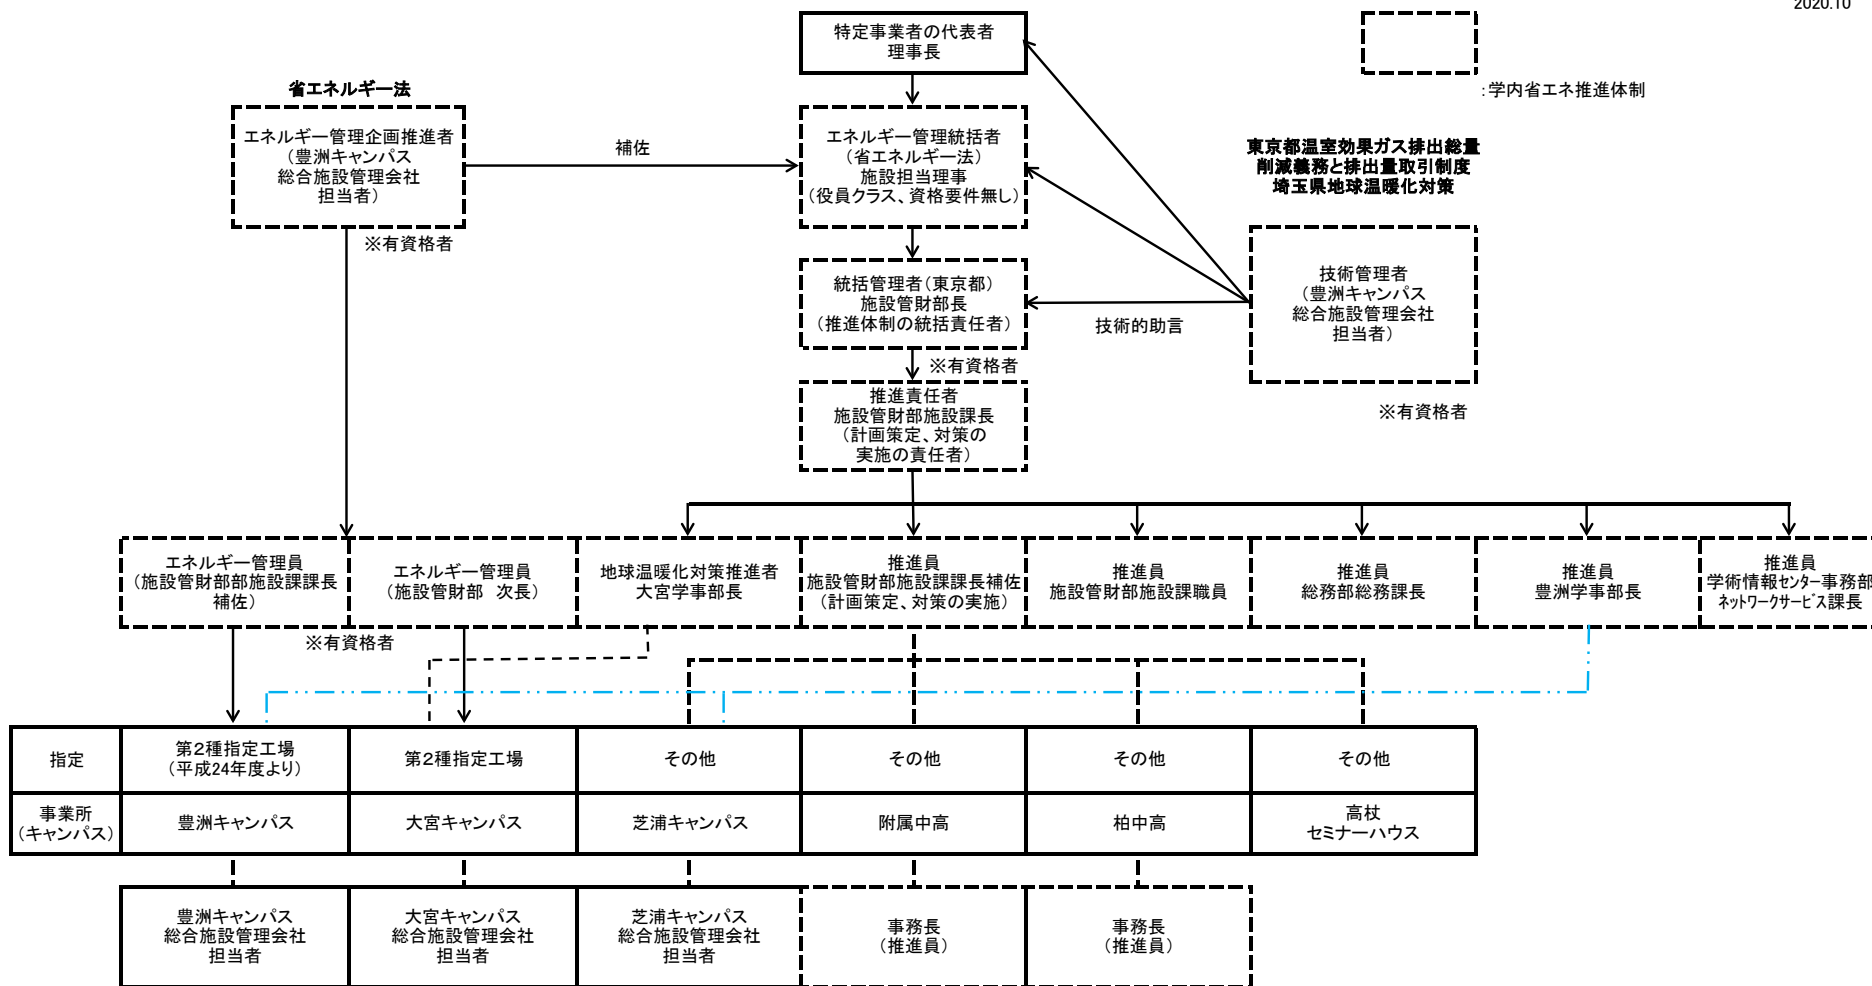 2020.10
特定事業者の代表者
理事長
:学内省エネ推進体制
省エネルギー法
エネルギー管理企画推進者
(豊洲キャンパス
総合施設管理会社
担当者)
※有資格者
補佐
エネルギー管理統括者
(省エネルギー法)
施設担当理事
(役員クラス、資格要件無し)
東京都温室効果ガス排出総量
削減義務と排出量取引制度
埼玉県地球温暖化対策
統括管理者(東京都)
施設管財部長
(推進体制の統括責任者)
※有資格者
技術的助言
技術管理者
(豊洲キャンパス
総合施設管理会社
担当者)
※有資格者
推進責任者
施設管財部施設課長
(計画策定、対策の
実施の責任者)
エネルギー管理員
(施設管財部部施設課課長
補佐)
※有資格者
エネルギー管理員
(施設管財部 次長)
地球温暖化対策推進者
大宮学事部長
推進員
施設管財部施設課課長補佐
(計画策定、対策の実施)
推進員
施設管財部施設課職員
推進員
総務部総務課長
推進員
豊洲学事部長
推進員
学術情報センター事務部
ネットワークサービス課長
指定
第2種指定工場
(平成24年度より)
第2種指定工場
その他
その他
その他
その他
事業所
(キャンパス)
豊洲キャンパス
大宮キャンパス
芝浦キャンパス
附属中高
柏中高
高杖
セミナーハウス
豊洲キャンパス
総合施設管理会社
担当者
大宮キャンパス
総合施設管理会社
担当者
芝浦キャンパス
総合施設管理会社
担当者
事務長
(推進員)
事務長
(推進員)